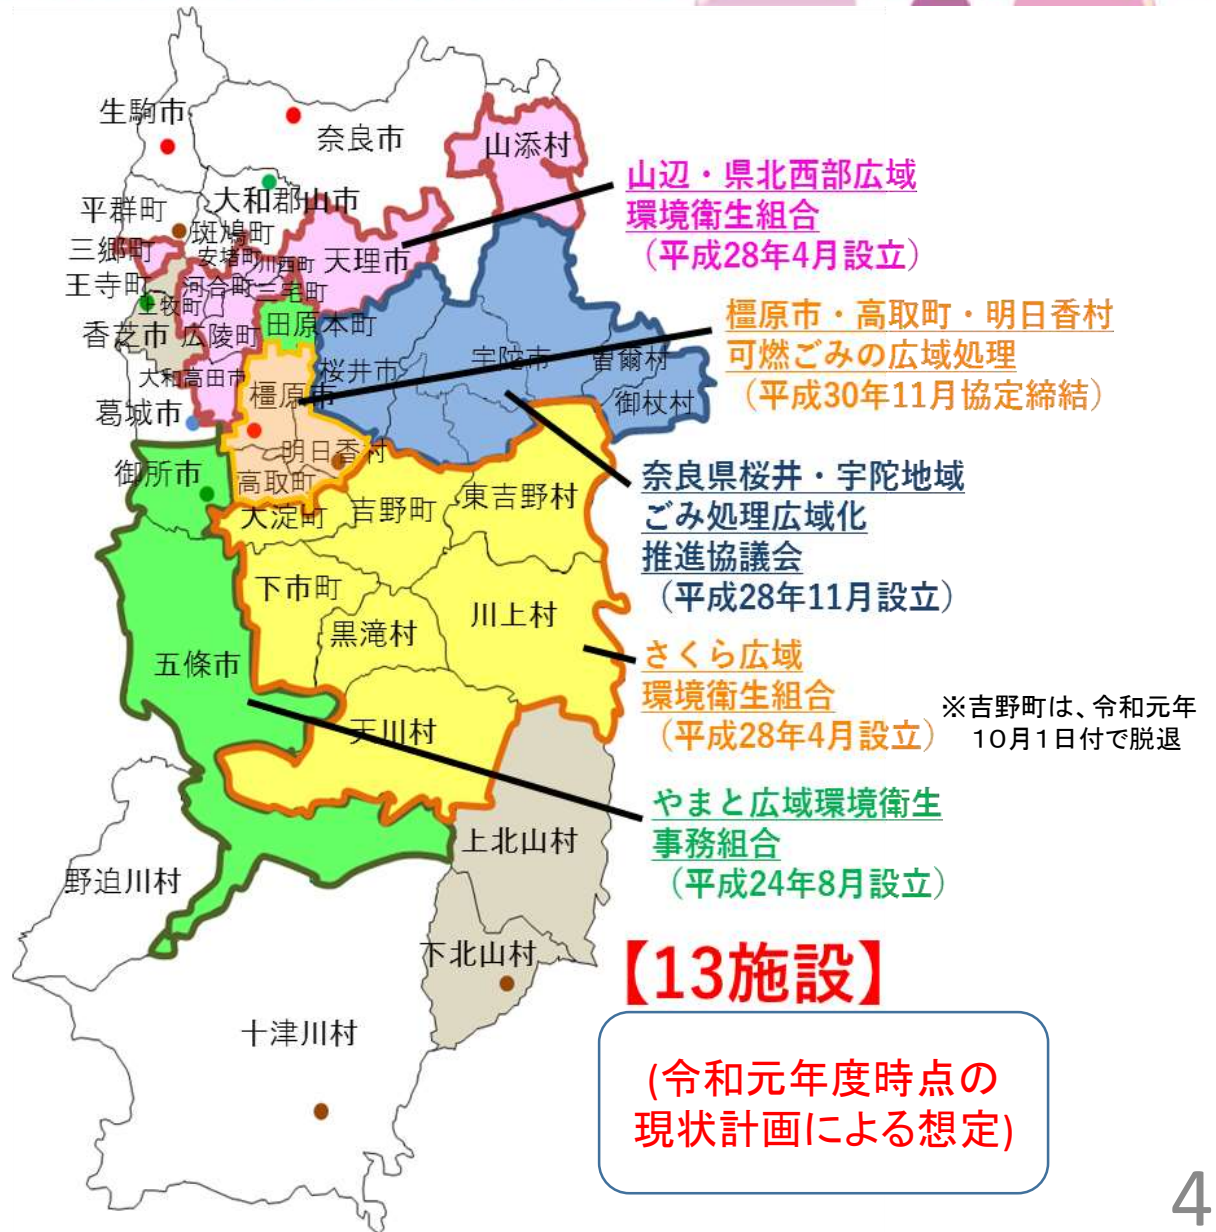 生駒市
奈良市
山添村
大和郡山市
平群町
斑鳩町
三郷町
安堵町
川西町
天理市
王寺町
河合町
三宅町
上牧町
香芝市
広陵町
田原本町
大和高田市
桜井市
宇陀市
曽爾村
橿原市
御杖村
葛城市
明日香村
御所市
高取町
大淀町
吉野町
東吉野村
下市町
黒滝村
川上村
五條市
天川村
上北山村
野迫川村
下北山村
十津川村
山辺・県北西部広域
環境衛生組合
（平成28年4月設立）
橿原市・高取町・明日香村
可燃ごみの広域処理
（平成30年11月協定締結）
奈良県桜井・宇陀地域
ごみ処理広域化
推進協議会
（平成28年11月設立）
さくら広域
環境衛生組合
（平成28年4月設立）
※吉野町は、令和元年
10月1日付で脱退
やまと広域環境衛生
事務組合
（平成24年8月設立）
【13施設】
(令和元年度時点の
現状計画による想定)
4